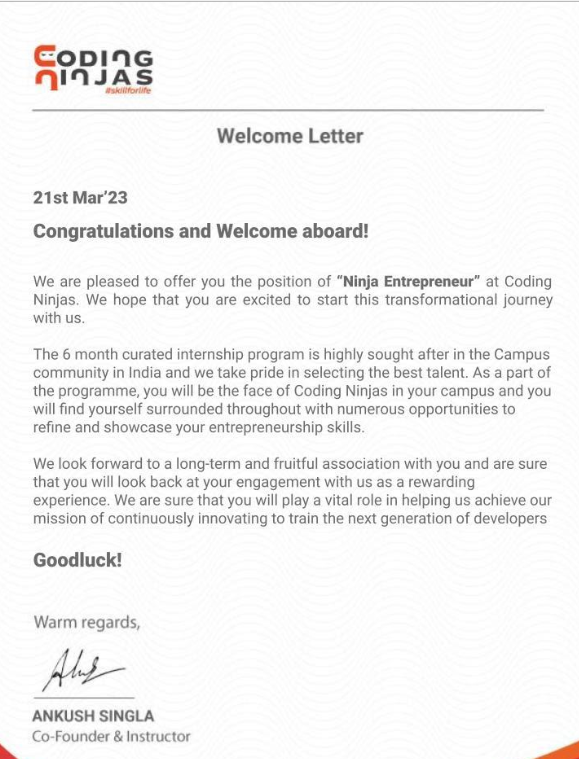 CODING
NINJAS
#skillforlife
Welcome Letter
21st Mar’23
Congratulations and Welcome aboard!
We are pleased to offer you the position of “Ninja Entrepreneur” at Coding
Ninjas. We hope that you are excited to start this transformational journey
with us.
The 6 month curated internship program is highly sought after in the Campus
community in India and we take pride in selecting the best talent. As a part of
the programme, you will be the face of Coding Ninjas in your campus and you
will find yourself surrounded throughout with numerous opportunities to
refine and showcase your entrepreneurship skills.
We look forward to a long-term and fruitful association with you and are sure
that you will look back at your engagement with us as a rewarding
experience. We are sure that you will play a vital role in helping us achieve our
mission of continuously innovating to train the next generation of developers
Goodluck!
Warm regards,
ANKUSH SINGLA
Co-Founder & Instructor